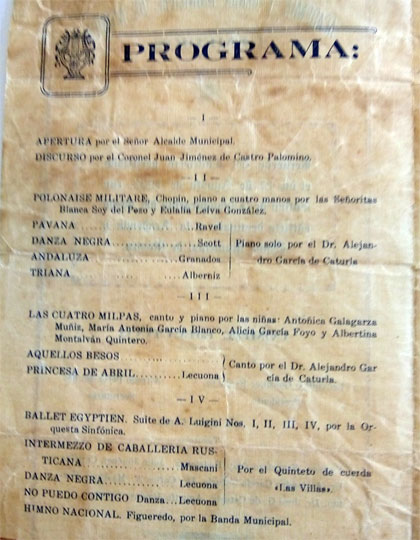 PROGRAMA:
— I —
APERTURA por el Señor Alcalde Municipal.
DISCURSO por el Coronel Juan Jiménez de Castro Palomino.
— I I —
POLONAISE MILITARE, Chopin, piano a cuatro manos por las Señoritas
Blanca Soy del Peso y Eulalia Leiva González.
PAVANA Ravel
DANZA NEGRA Scott
ANDALUZA Granados
TRIANA Alberniz
Piano solo por el Dr. Alejan-
dro García de Caturla
— I I I —
LAS CUATRO MILPAS, canto y piano por las niñas: Antoñica Galagarza
Muñiz, María Antonia García Blanco, Alicia García Foyo y Albertina
Montalván Quintero.
AQUELLOS BESOS
PRINCESA DE ABRIL Lecuona
Canto por el Dr. Alejandro Gar
cía de Caturla.
— I V —
BALLET EGYPTIEN. Suite de A. Luigini Nos. I, II, III, IV, por la Or-
questa Sinfónica.
INTERMEZZO DE CABALLERIA RUS-
TICANA Mascani
DANZA NEGRA Lecuona
NO PUEDO CONTIGO Danza Lecuona
Por el Quinteto de cuerda
«Las Villas».
HIMNO NACIONAL. Figueredo, por la Banda Municipal.